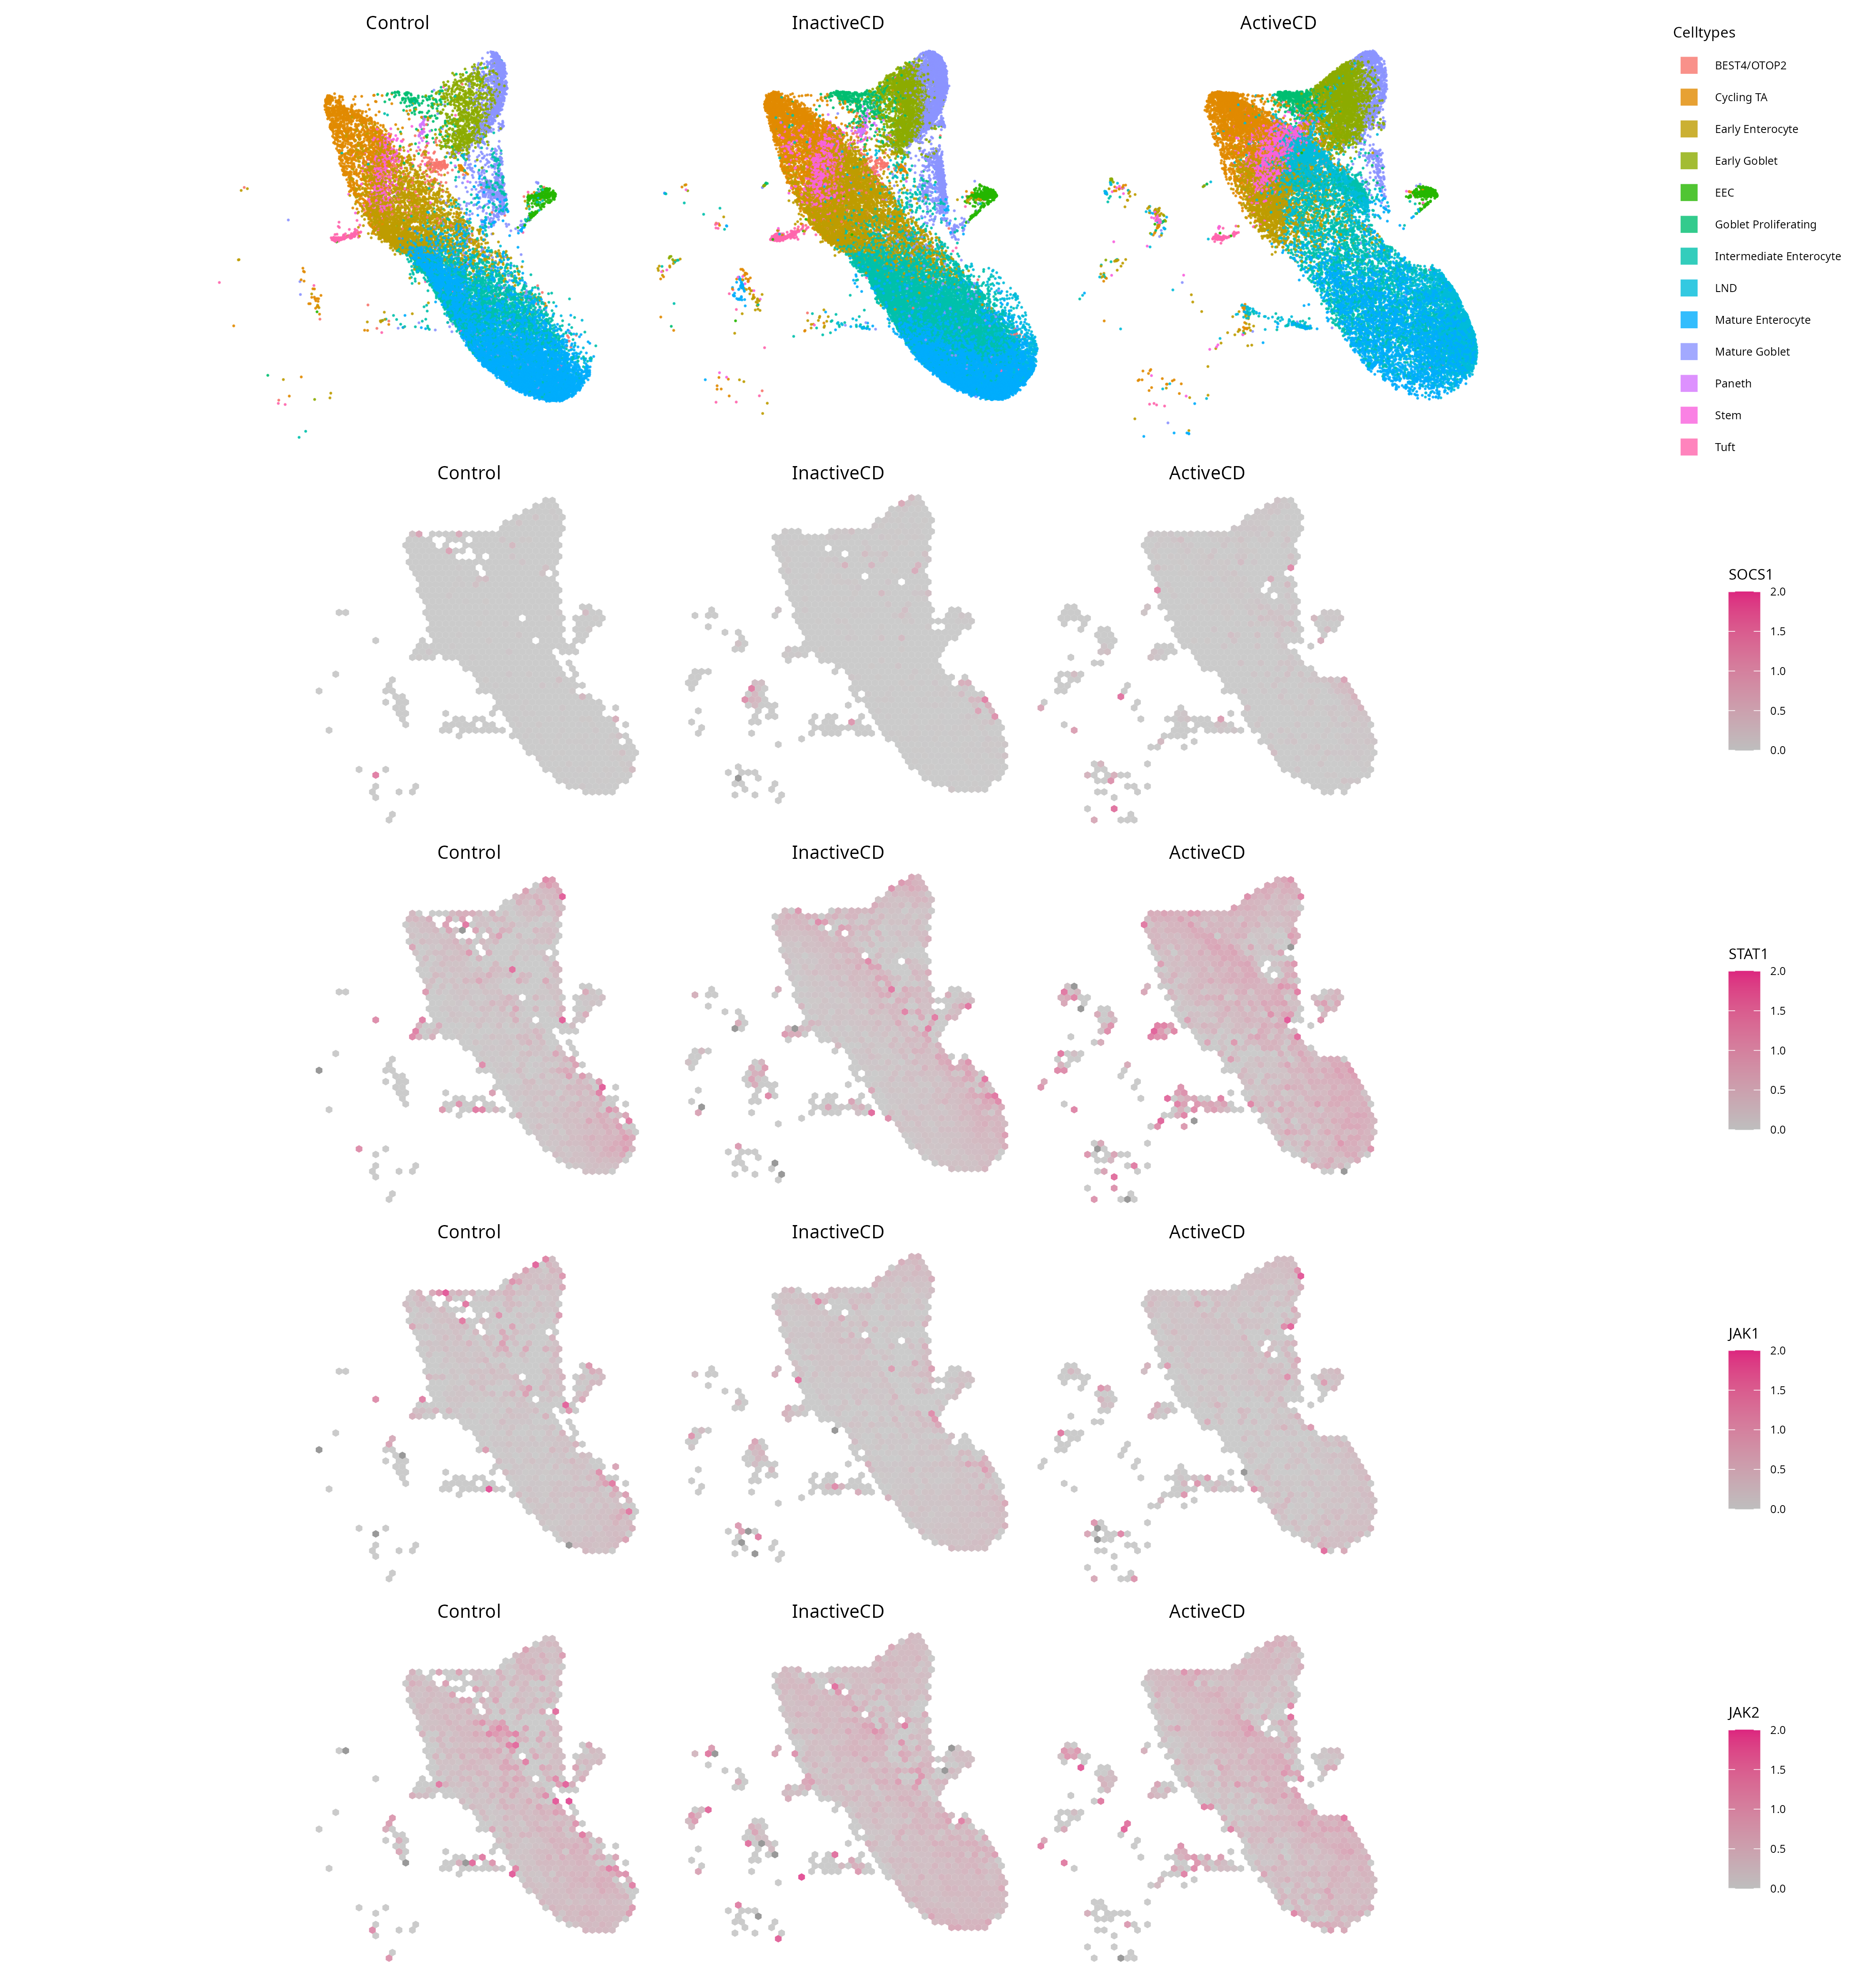 Control
InactiveCD
ActiveCD
Celltypes
BEST4/OTOP2
Cycling TA
Early Enterocyte
Early Goblet
EEC
Goblet Proliferating
Intermediate Enterocyte
LND
Mature Enterocyte
Mature Goblet
Paneth
Stem
Tuft
Control
InactiveCD
ActiveCD
SOCS1
2.0
1.5
1.0
0.5
0.0
Control
InactiveCD
ActiveCD
STAT1
2.0
1.5
1.0
0.5
0.0
Control
InactiveCD
ActiveCD
JAK1
2.0
1.5
1.0
0.5
0.0
Control
InactiveCD
ActiveCD
JAK2
2.0
1.5
1.0
0.5
0.0